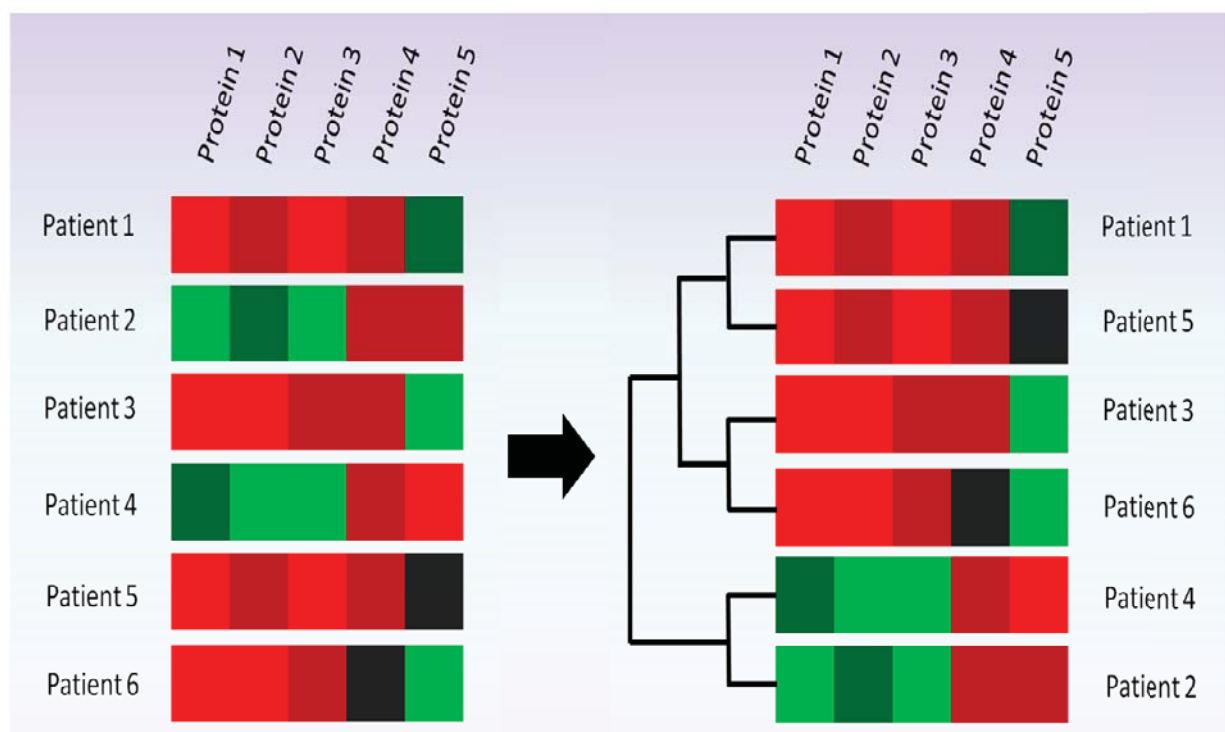 Protein 1
Protein 2
Protein 3
Protein 4
Protein 5
Patient 1
Patient 2
Patient 3
Patient 4
Patient 5
Patient 6
Protein 1
Protein 2
Protein 3
Protein 4
Protein 5
Patient 1
Patient 5
Patient 3
Patient 6
Patient 4
Patient 2